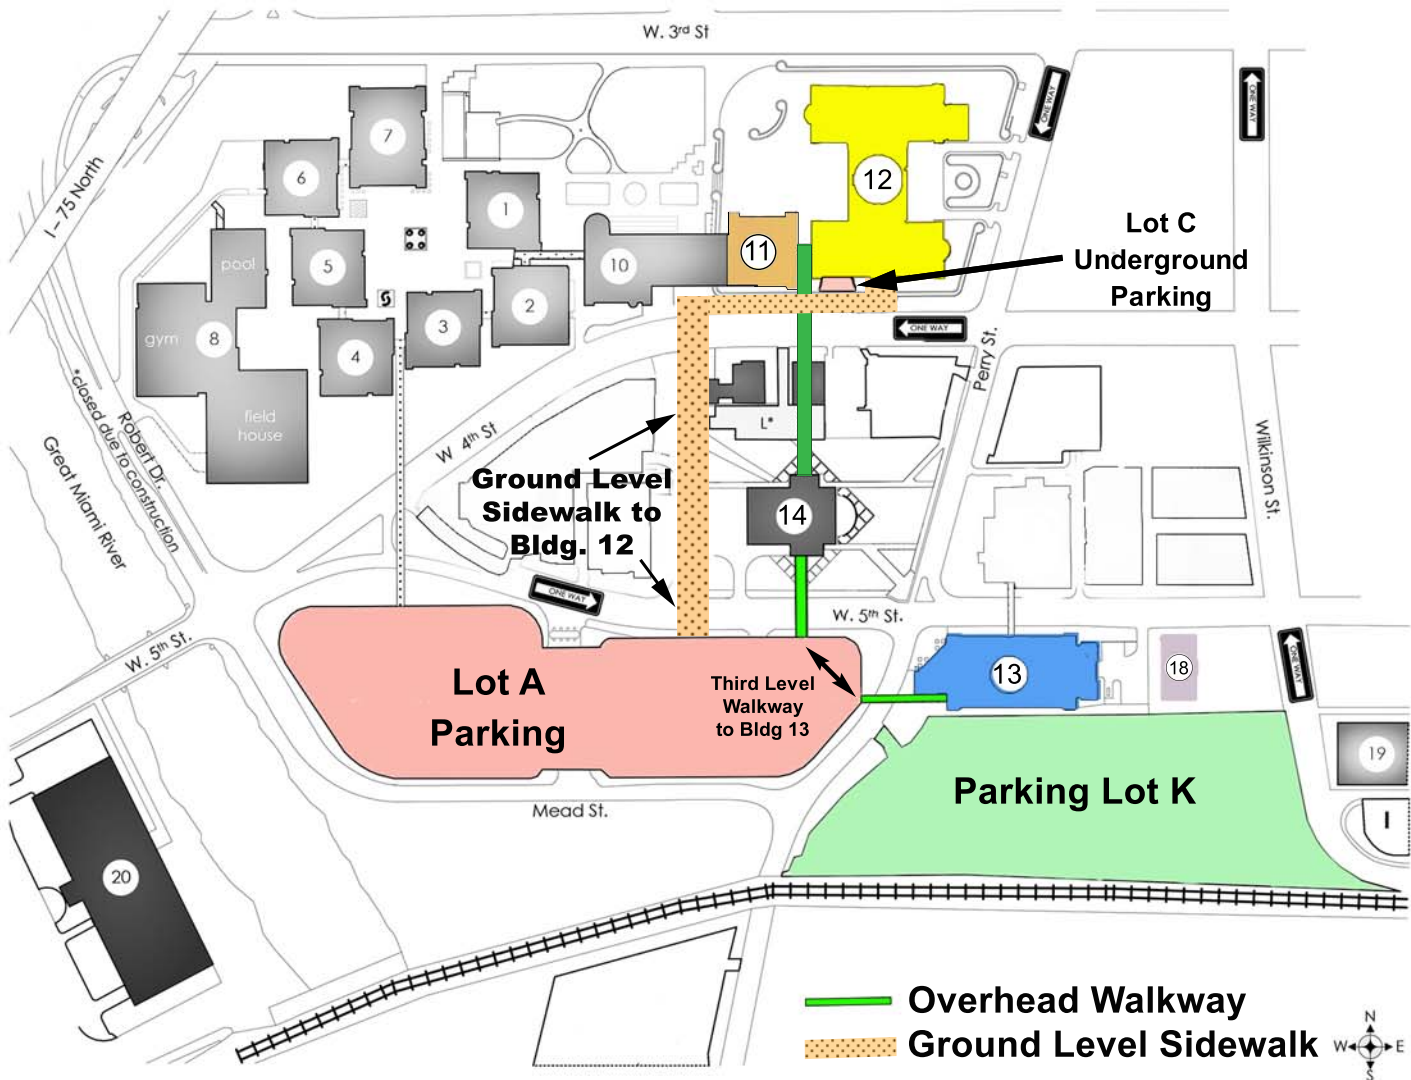 W. 3rd St
ONE WAY
ONE WAY
7
6
1
12
I-75 North
Lot C
Underground
Parking
11
5
10
pool
2
3
ONE WAY
gym
8
4
Perry St.
L*
field
house
*closed due to construction
Robert Dr.
Great Miami River
W 4th St
Wilkinson St.
Ground Level
Sidewalk to
Bldg. 12
14
ONE WAY
W. 5th St.
W. 5th St.
ONE WAY
Lot A
Parking
Third Level
Walkway
to Bldg 13
13
18
19
Parking Lot K
Mead St.
I
20
Overhead Walkway
Ground Level Sidewalk
N
W E
S